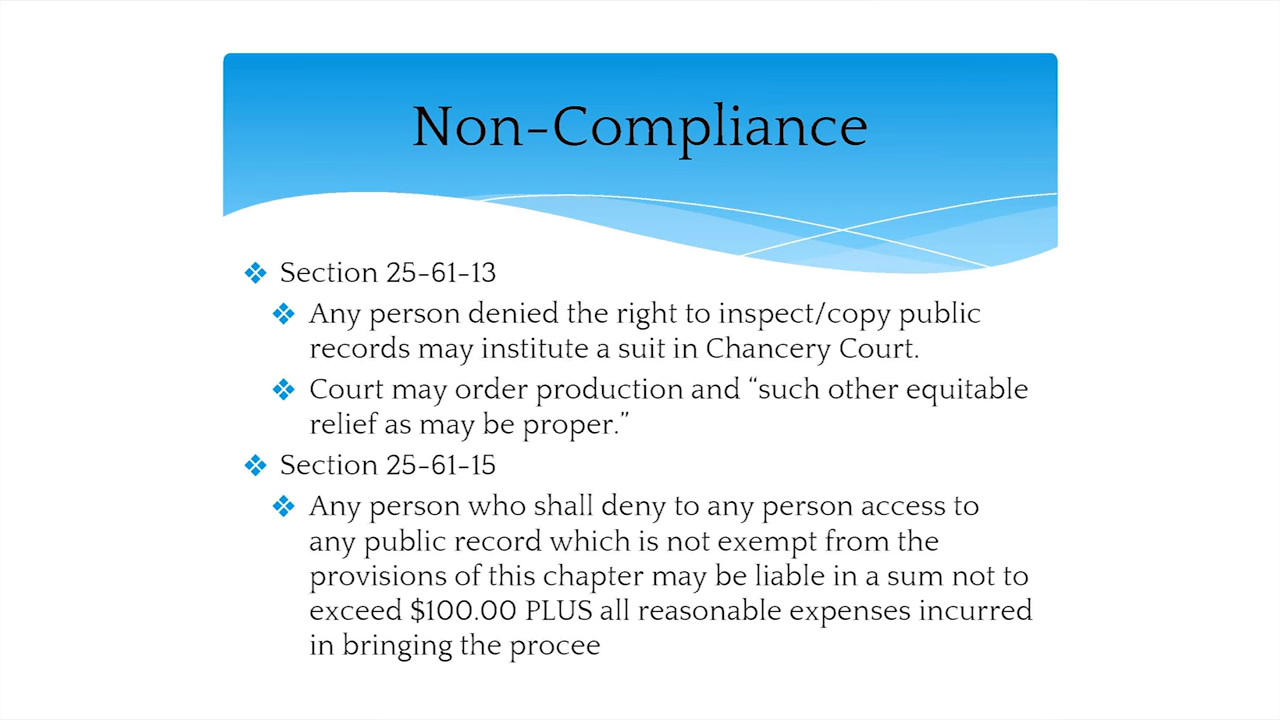 Non-Compliance
Section 25-61-13
Any person denied the right to inspect/copy public
records may institute a suit in Chancery Court.
Court may order production and “such other equitable
relief as may be proper.”
Section 25-61-15
Any person who shall deny to any person access to
any public record which is not exempt from the
provisions of this chapter may be liable in a sum not to
exceed $100.00 PLUS all reasonable expenses incurred
in bringing the procee